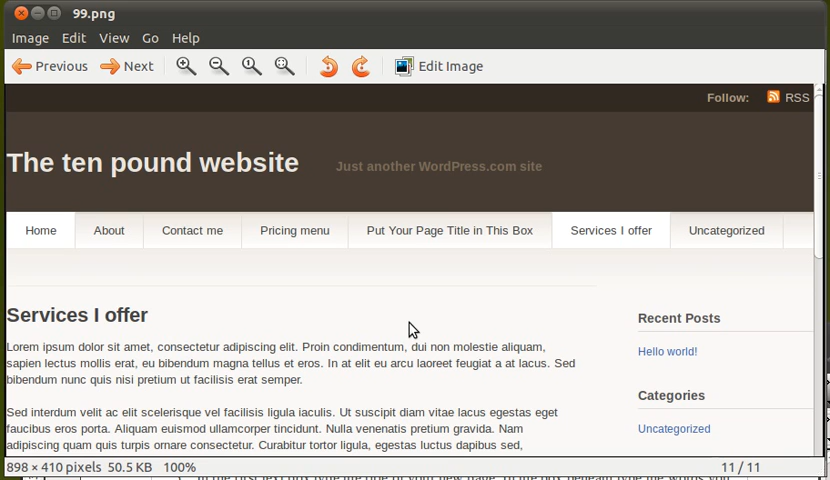 99.png
Image Edit View Go Help
Previous Next Edit Image
Follow: RSS
The ten pound website Just another WordPress.com site
Home About Contact me Pricing menu Put Your Page Title in This Box Services I offer Uncategorized
Services I offer
Lorem ipsum dolor sit amet, consectetur adipiscing elit. Proin condimentum, dui non molestie aliquam,
sapien lectus mollis erat, eu bibendum magna tellus et eros. In at elit eu arcu laoreet feugiat a at lacus. Sed
bibendum nunc quis nisi pretium ut facilisis erat semper.
Sed interdum velit ac elit scelerisque vel facilisis ligula iaculis. Ut suscipit diam vitae lacus egestas eget
faucibus eros porta. Aliquam euismod ullamcorper tincidunt. Nulla venenatis pretium gravida. Nam
adipiscing quam quis turpis ornare consectetur. Curabitur tortor ligula, egestas luctus dapibus sed,
Recent Posts
Hello world!
Categories
Uncategorized
898 × 410 pixels 50.5 KB 100% 11 / 11